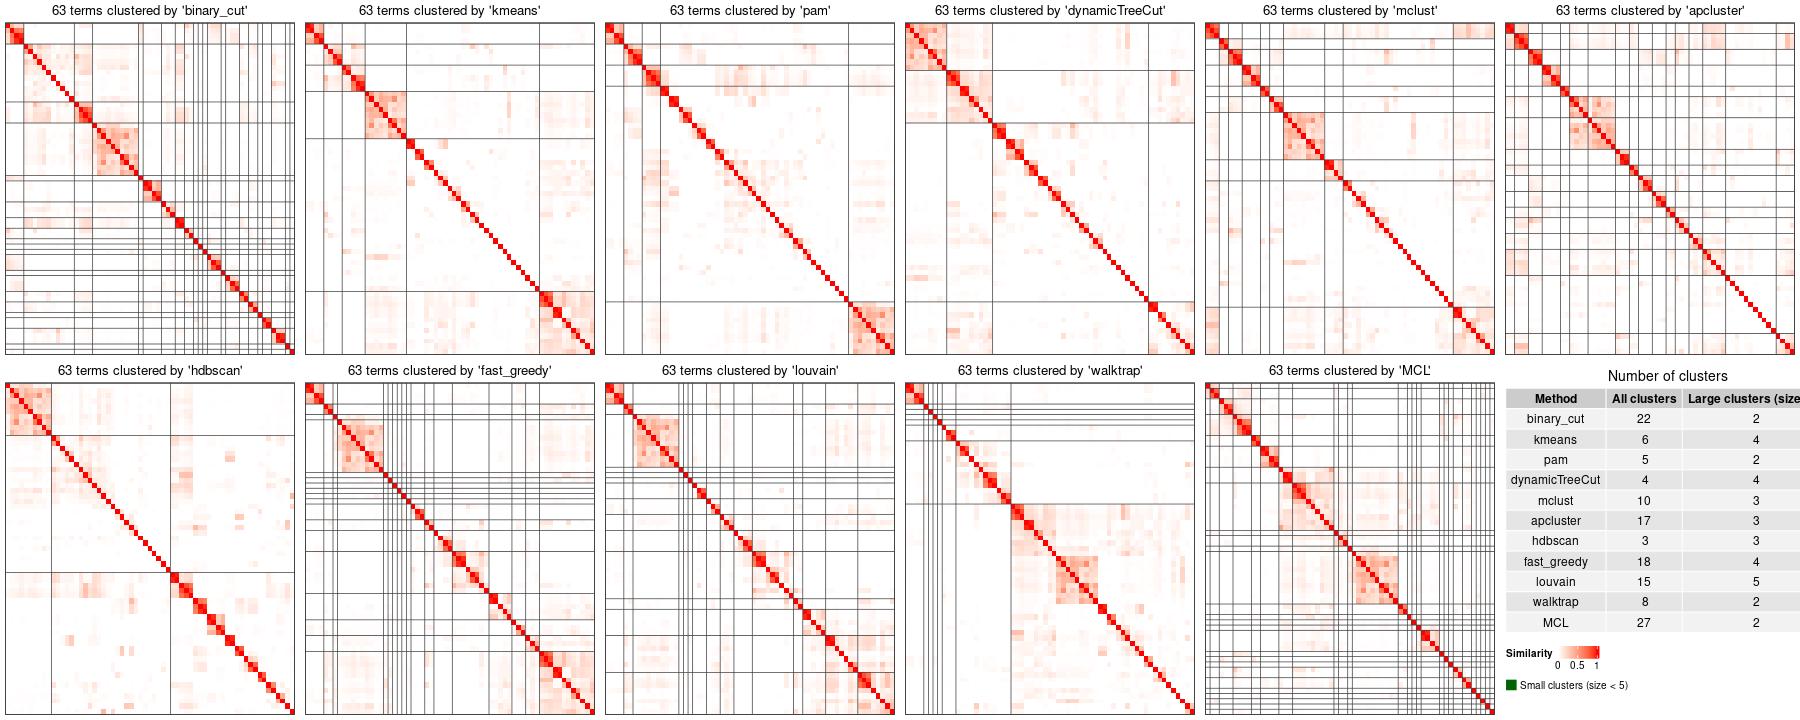 63 terms clustered by 'binary_cut'
63 terms clustered by 'kmeans'
63 terms clustered by 'pam'
63 terms clustered by 'dynamicTreeCut'
63 terms clustered by 'mclust'
63 terms clustered by 'apcluster'
63 terms clustered by 'hdbscan'
63 terms clustered by 'fast_greedy'
63 terms clustered by 'louvain'
63 terms clustered by 'walktrap'
63 terms clustered by 'MCL'
Number of clusters
Method All clusters Large clusters (size
binary_cut 22 2
kmeans 6 4
pam 5 2
dynamicTreeCut 4 4
mclust 10 3
apcluster 17 3
hdbscan 3 3
fast_greedy 18 4
louvain 15 5
walktrap 8 2
MCL 27 2
Similarity
0 0.5 1
Small clusters (size < 5)